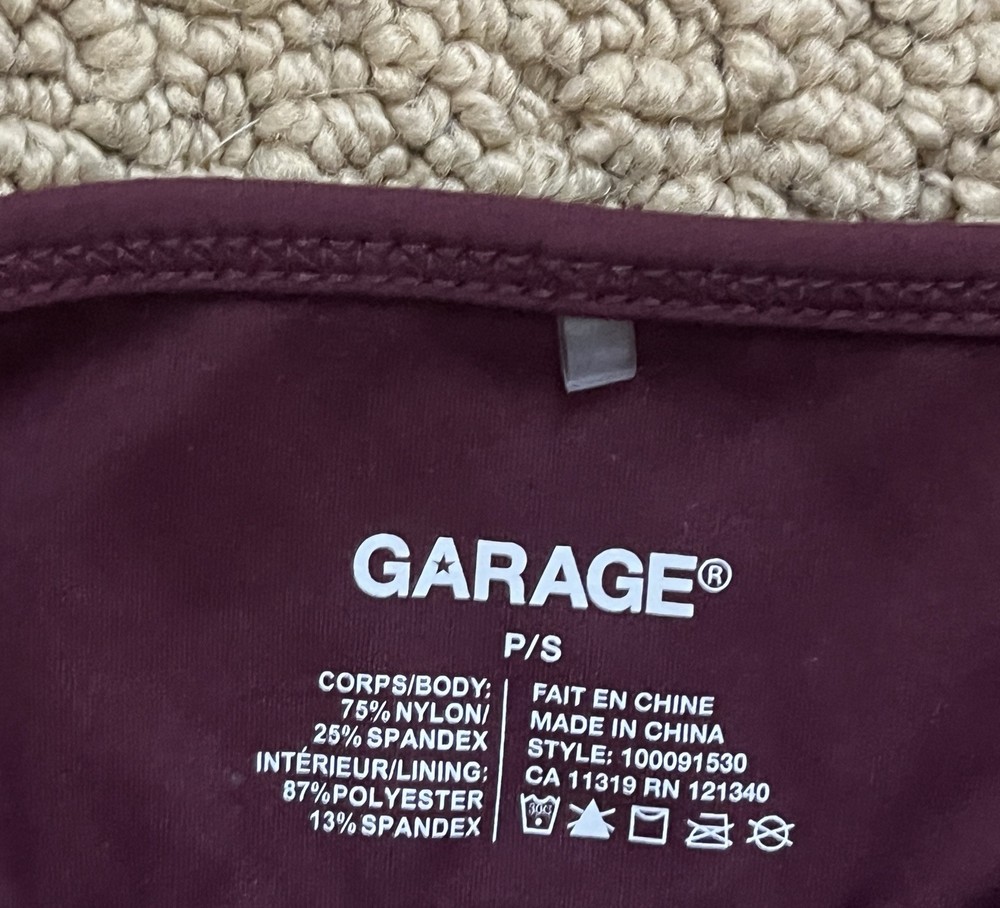 GARAGE®
P/S
CORPS/BODY:
75% NYLON/
25% SPANDEX
INTÉRIEUR/LINING:
87%POLYESTER
13% SPANDEX
FAIT EN CHINE
MADE IN CHINA
STYLE: 100091530
CA 11319 RN 121340
30C